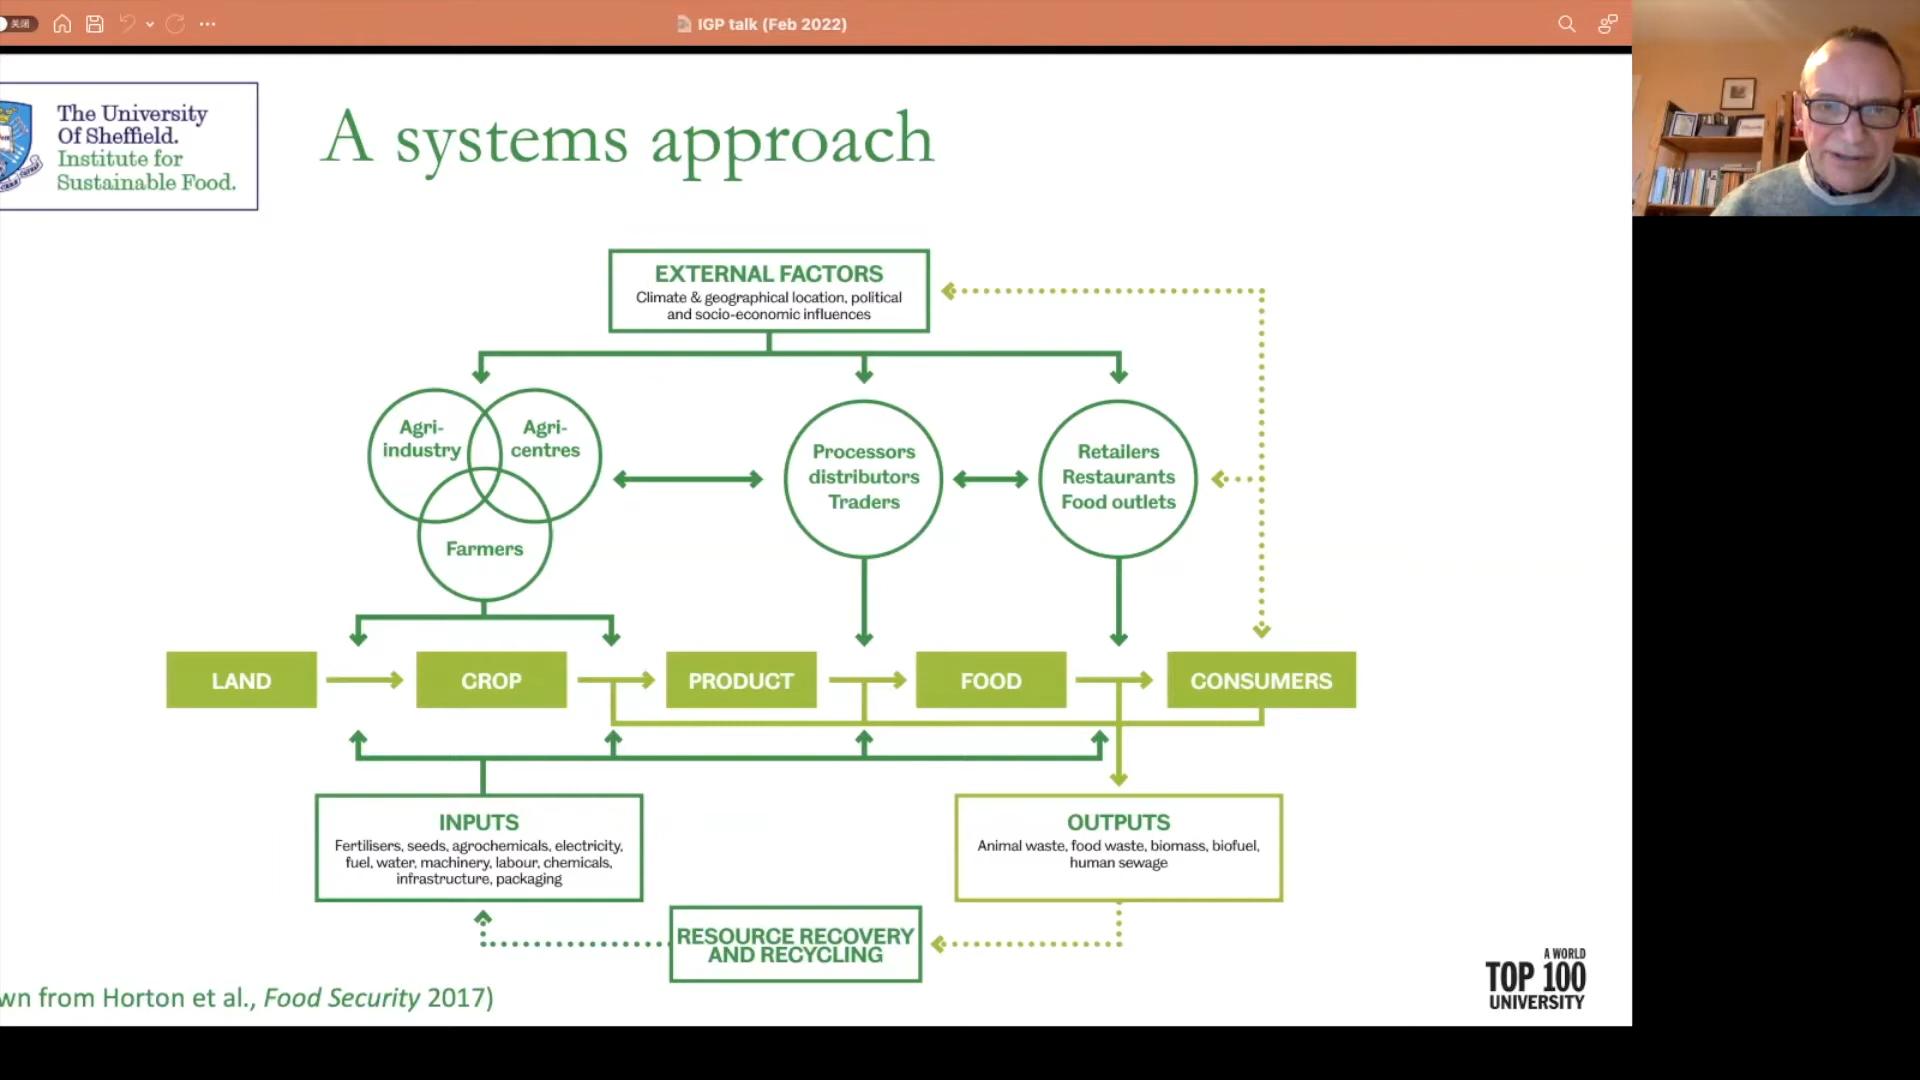 关闭
IGP talk (Feb 2022)
The University
Of Sheffield.
Institute for
Sustainable Food.
A systems approach
EXTERNAL FACTORS
Climate & geographical location, political
and socio-economic influences
Agri-
industry
Agri-
centres
Farmers
Processors
distributors
Traders
Retailers
Restaurants
Food outlets
LAND
CROP
PRODUCT
FOOD
CONSUMERS
INPUTS
Fertilisers, seeds, agrochemicals, electricity,
fuel, water, machinery, labour, chemicals,
infrastructure, packaging
OUTPUTS
Animal waste, food waste, biomass, biofuel,
human sewage
RESOURCE RECOVERY
AND RECYCLING
wn from Horton et al., Food Security 2017)
A WORLD
TOP 100
UNIVERSITY